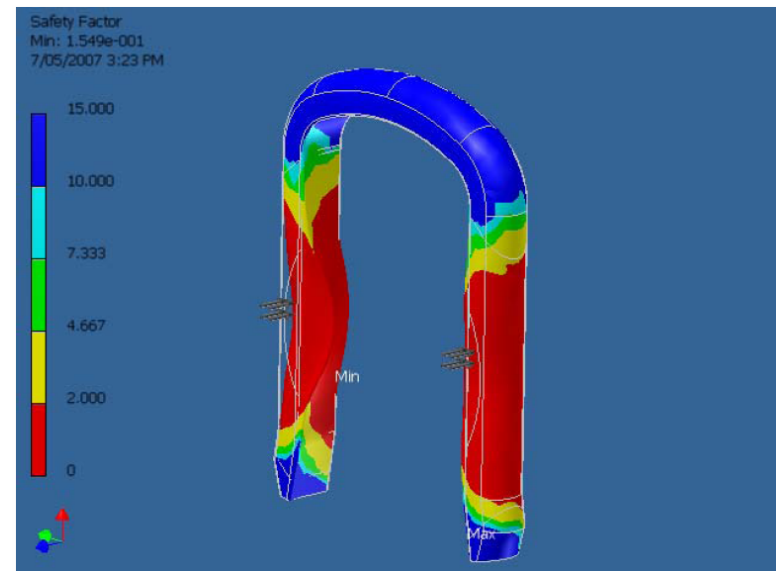 Safety Factor
Min: 1.549e-001
7/05/2007 3:23 PM
15.000
10.000
7.333
4.667
2.000
0
Min
Max